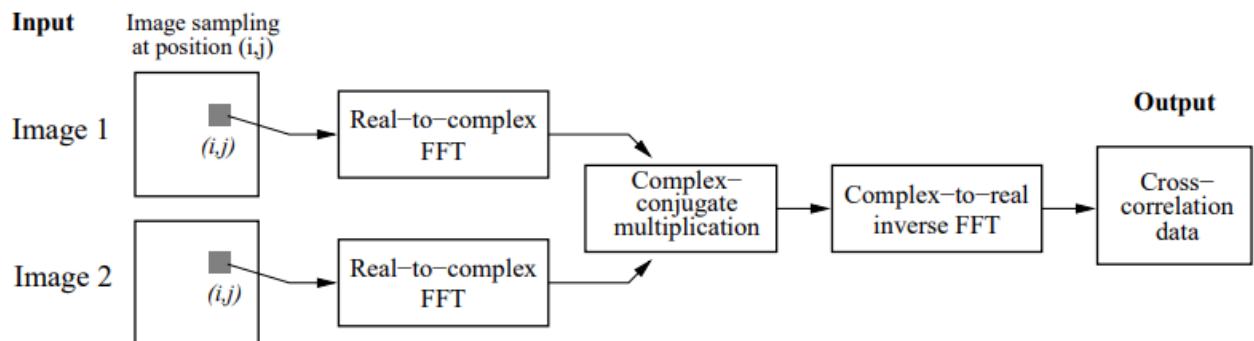 Input
Image sampling
at position (i,j)
Image 1
(i,j)
Real−to−complex
FFT
Image 2
(i,j)
Real−to−complex
FFT
Complex−
conjugate
multiplication
Complex−to−real
inverse FFT
Output
Cross−
correlation
data